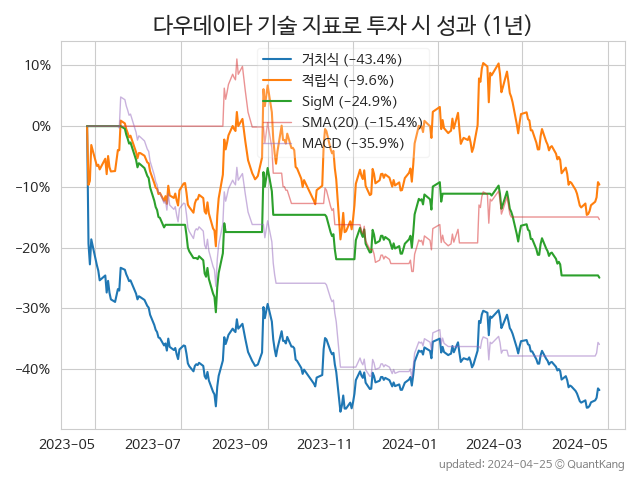 다우데이타 기술 지표로 투자 시 성과 (1년)
거치식 (−43.4%)
적립식 (−9.6%)
SigM (−24.9%)
SMA(20) (−15.4%)
MACD (−35.9%)
10%
0%
−10%
−20%
−30%
−40%
2023-05 2023-07 2023-09 2023-11 2024-01 2024-03 2024-05
updated: 2024-04-25 © QuantKang